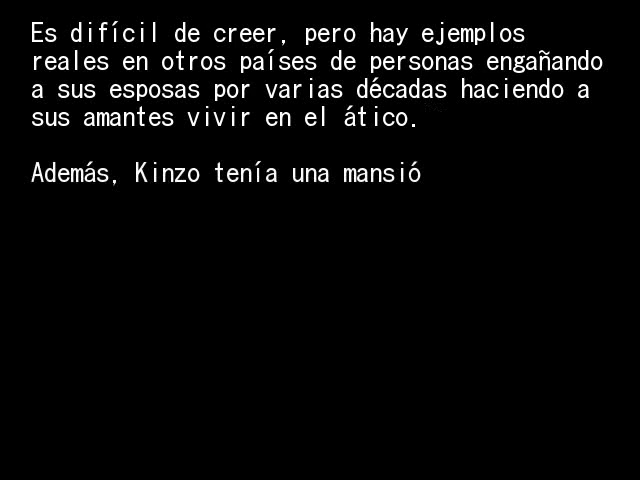 Es difícil de creer, pero hay ejemplos
reales en otros países de personas engañando
a sus esposas por varias décadas haciendo a
sus amantes vivir en el ático.
Además, Kinzo tenía una mansió